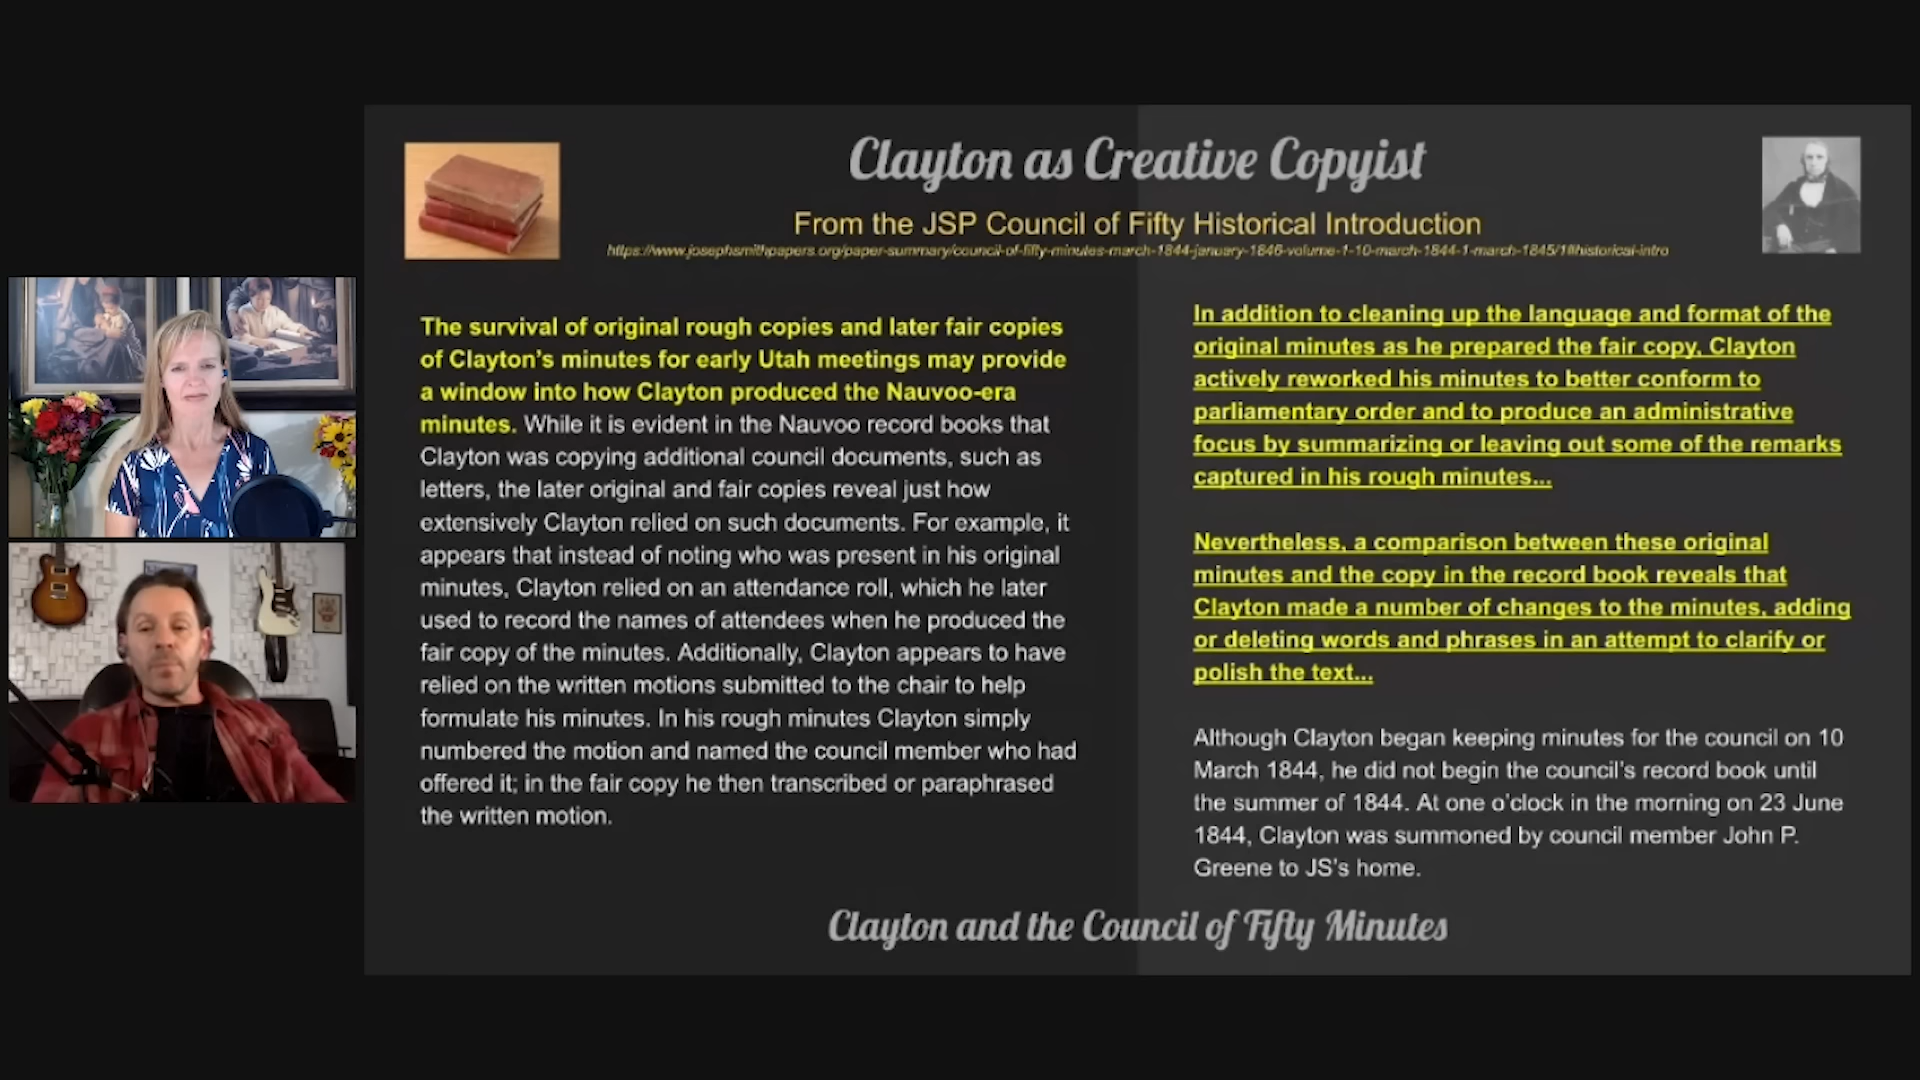 Clayton as Creative Copyist
From the JSP Council of Fifty Historical Introduction
https://www.josephsmithpapers.org/paper-summary/council-of-fifty-minutes-march-1844-january-1846-volume-1-10-march-1844-1-march-1845/1#historical-intro
The survival of original rough copies and later fair copies
of Clayton's minutes for early Utah meetings may provide
a window into how Clayton produced the Nauvoo-era
minutes. While it is evident in the Nauvoo record books that
Clayton was copying additional council documents, such as
letters, the later original and fair copies reveal just how
extensively Clayton relied on such documents. For example, it
appears that instead of noting who was present in his original
minutes, Clayton relied on an attendance roll, which he later
used to record the names of attendees when he produced the
fair copy of the minutes. Additionally, Clayton appears to have
relied on the written motions submitted to the chair to help
formulate his minutes. In his rough minutes Clayton simply
numbered the motion and named the council member who had
offered it; in the fair copy he then transcribed or paraphrased
the written motion.
In addition to cleaning up the language and format of the
original minutes as he prepared the fair copy, Clayton
actively reworked his minutes to better conform to
parliamentary order and to produce an administrative
focus by summarizing or leaving out some of the remarks
captured in his rough minutes...
Nevertheless, a comparison between these original
minutes and the copy in the record book reveals that
Clayton made a number of changes to the minutes, adding
or deleting words and phrases in an attempt to clarify or
polish the text...
Although Clayton began keeping minutes for the council on 10
March 1844, he did not begin the council's record book until
the summer of 1844. At one o'clock in the morning on 23 June
1844, Clayton was summoned by council member John P.
Greene to JS's home.
Clayton and the Council of Fifty Minutes